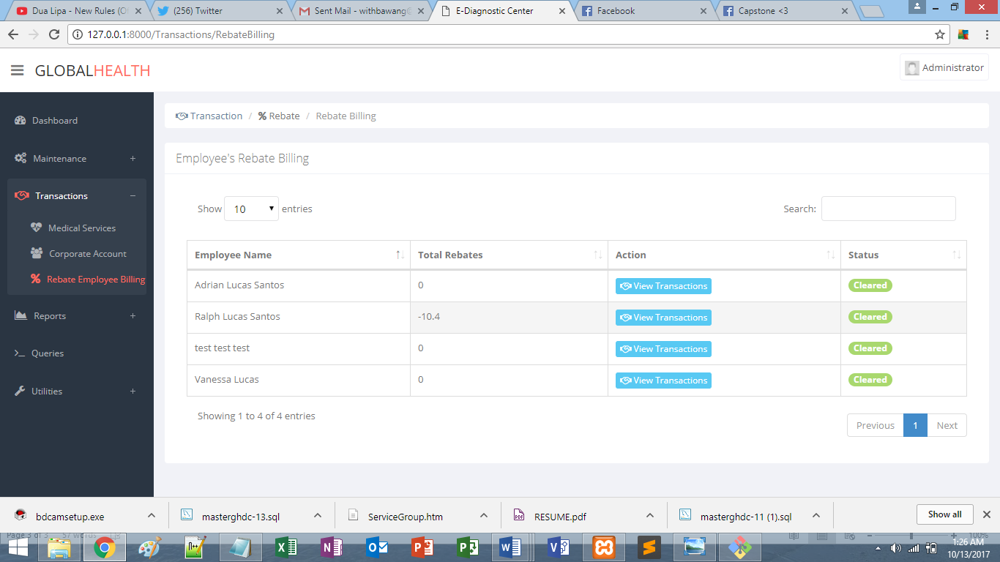 Dua Lipa - New Rules (O
(256) Twitter
Sent Mail - withbawang@
E-Diagnostic Center
Facebook
Capstone <3
127.0.0.1:8000/Transactions/RebateBilling
GLOBALHEALTH
Administrator
Dashboard
Maintenance +
Transactions −
Medical Services
Corporate Account
Rebate Employee Billing
Reports +
Queries
Utilities +
Transaction / Rebate / Rebate Billing
Employee's Rebate Billing
Show 10 entries
Search:
Employee Name Total Rebates Action Status
Adrian Lucas Santos 0 View Transactions Cleared
Ralph Lucas Santos -10.4 View Transactions Cleared
test test test 0 View Transactions Cleared
Vanessa Lucas 0 View Transactions Cleared
Showing 1 to 4 of 4 entries
Previous 1 Next
bdcamsetup.exe
masterghdc-13.sql
ServiceGroup.htm
RESUME.pdf
masterghdc-11 (1).sql
Show all
Page 3 of 3 57 words
100%
1:26 AM
10/13/2017